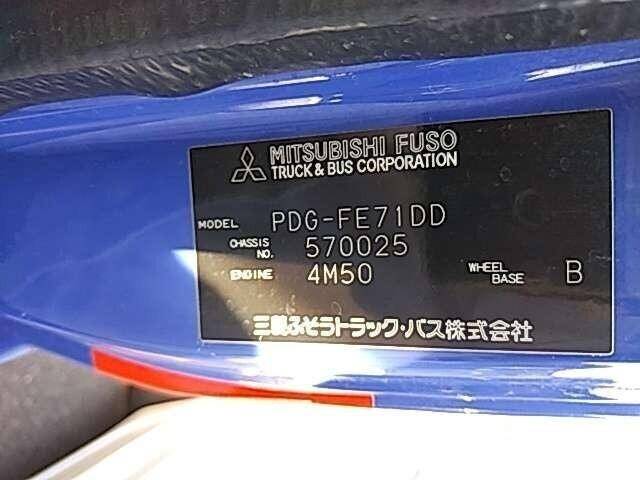 MITSUBISHI FUSO
TRUCK & BUS CORPORATION
MODEL PDG-FE71DD
CHASSIS NO. 570025
ENGINE 4M50 WHEEL BASE B
三菱ふそうトラック・バス株式会社